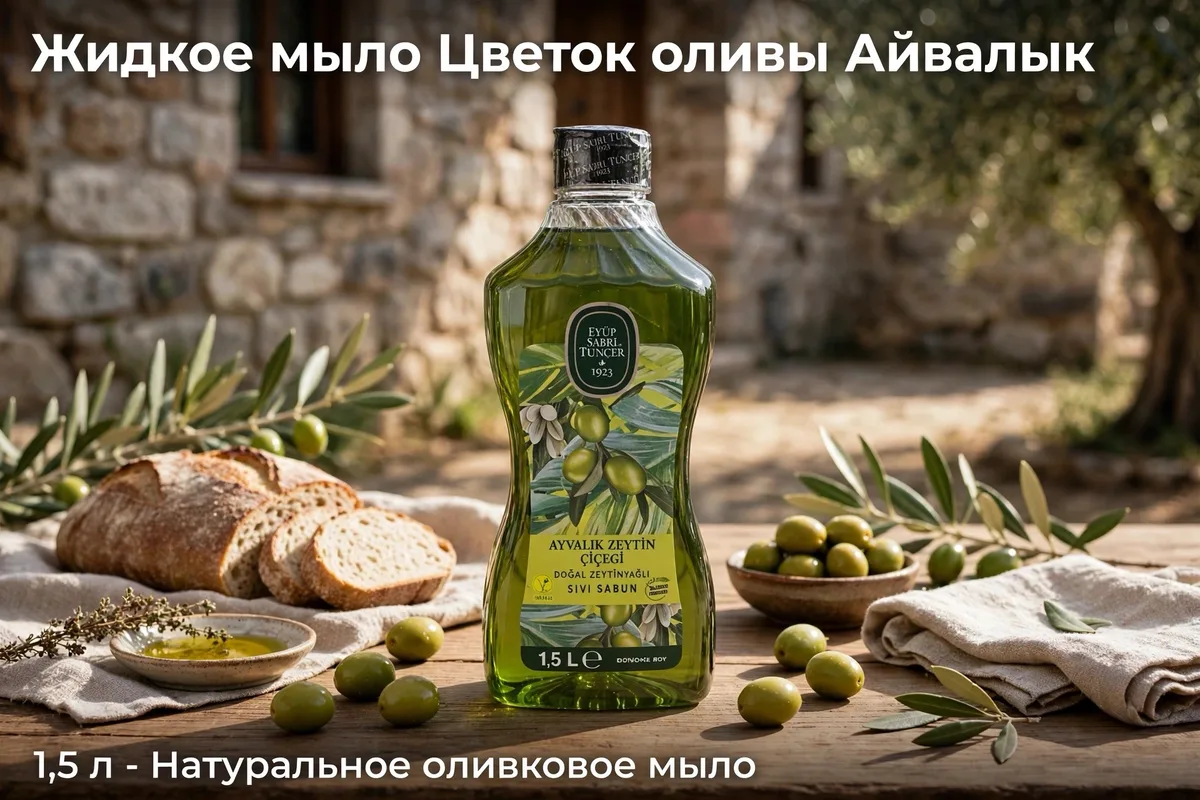 Жидкое мыло Цветок оливы Айвалык
EYÜP
SABRİ
TUNCER
1923
AYVALIK ZEYTİN
ÇİÇEĞİ
DOĞAL ZEYTİNYAĞLI
SIVI SABUN
1,5 L ℮
1,5 л - Натуральное оливковое мыло